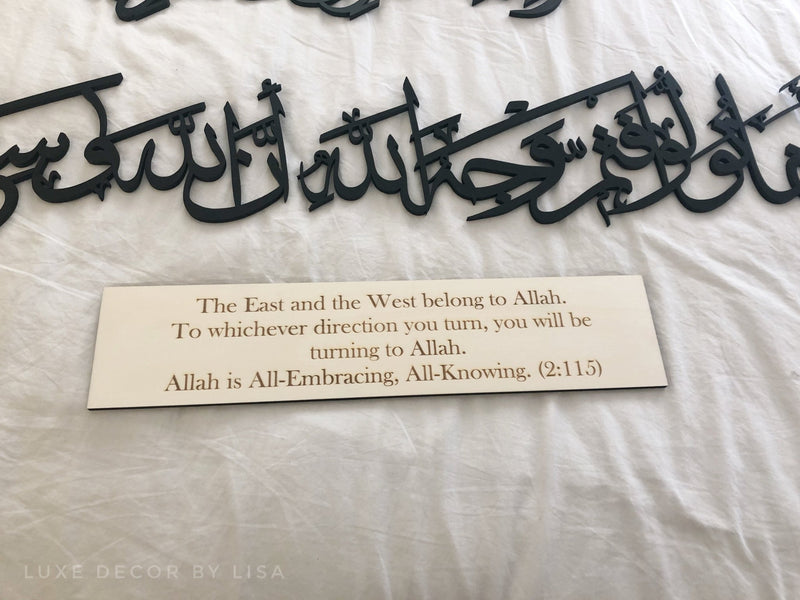 تولوا فثم وجه الله أنّ الله
The East and the West belong to Allah.
To whichever direction you turn, you will be
turning to Allah.
Allah is All-Embracing, All-Knowing. (2:115)
LUXE DECOR BY LISA